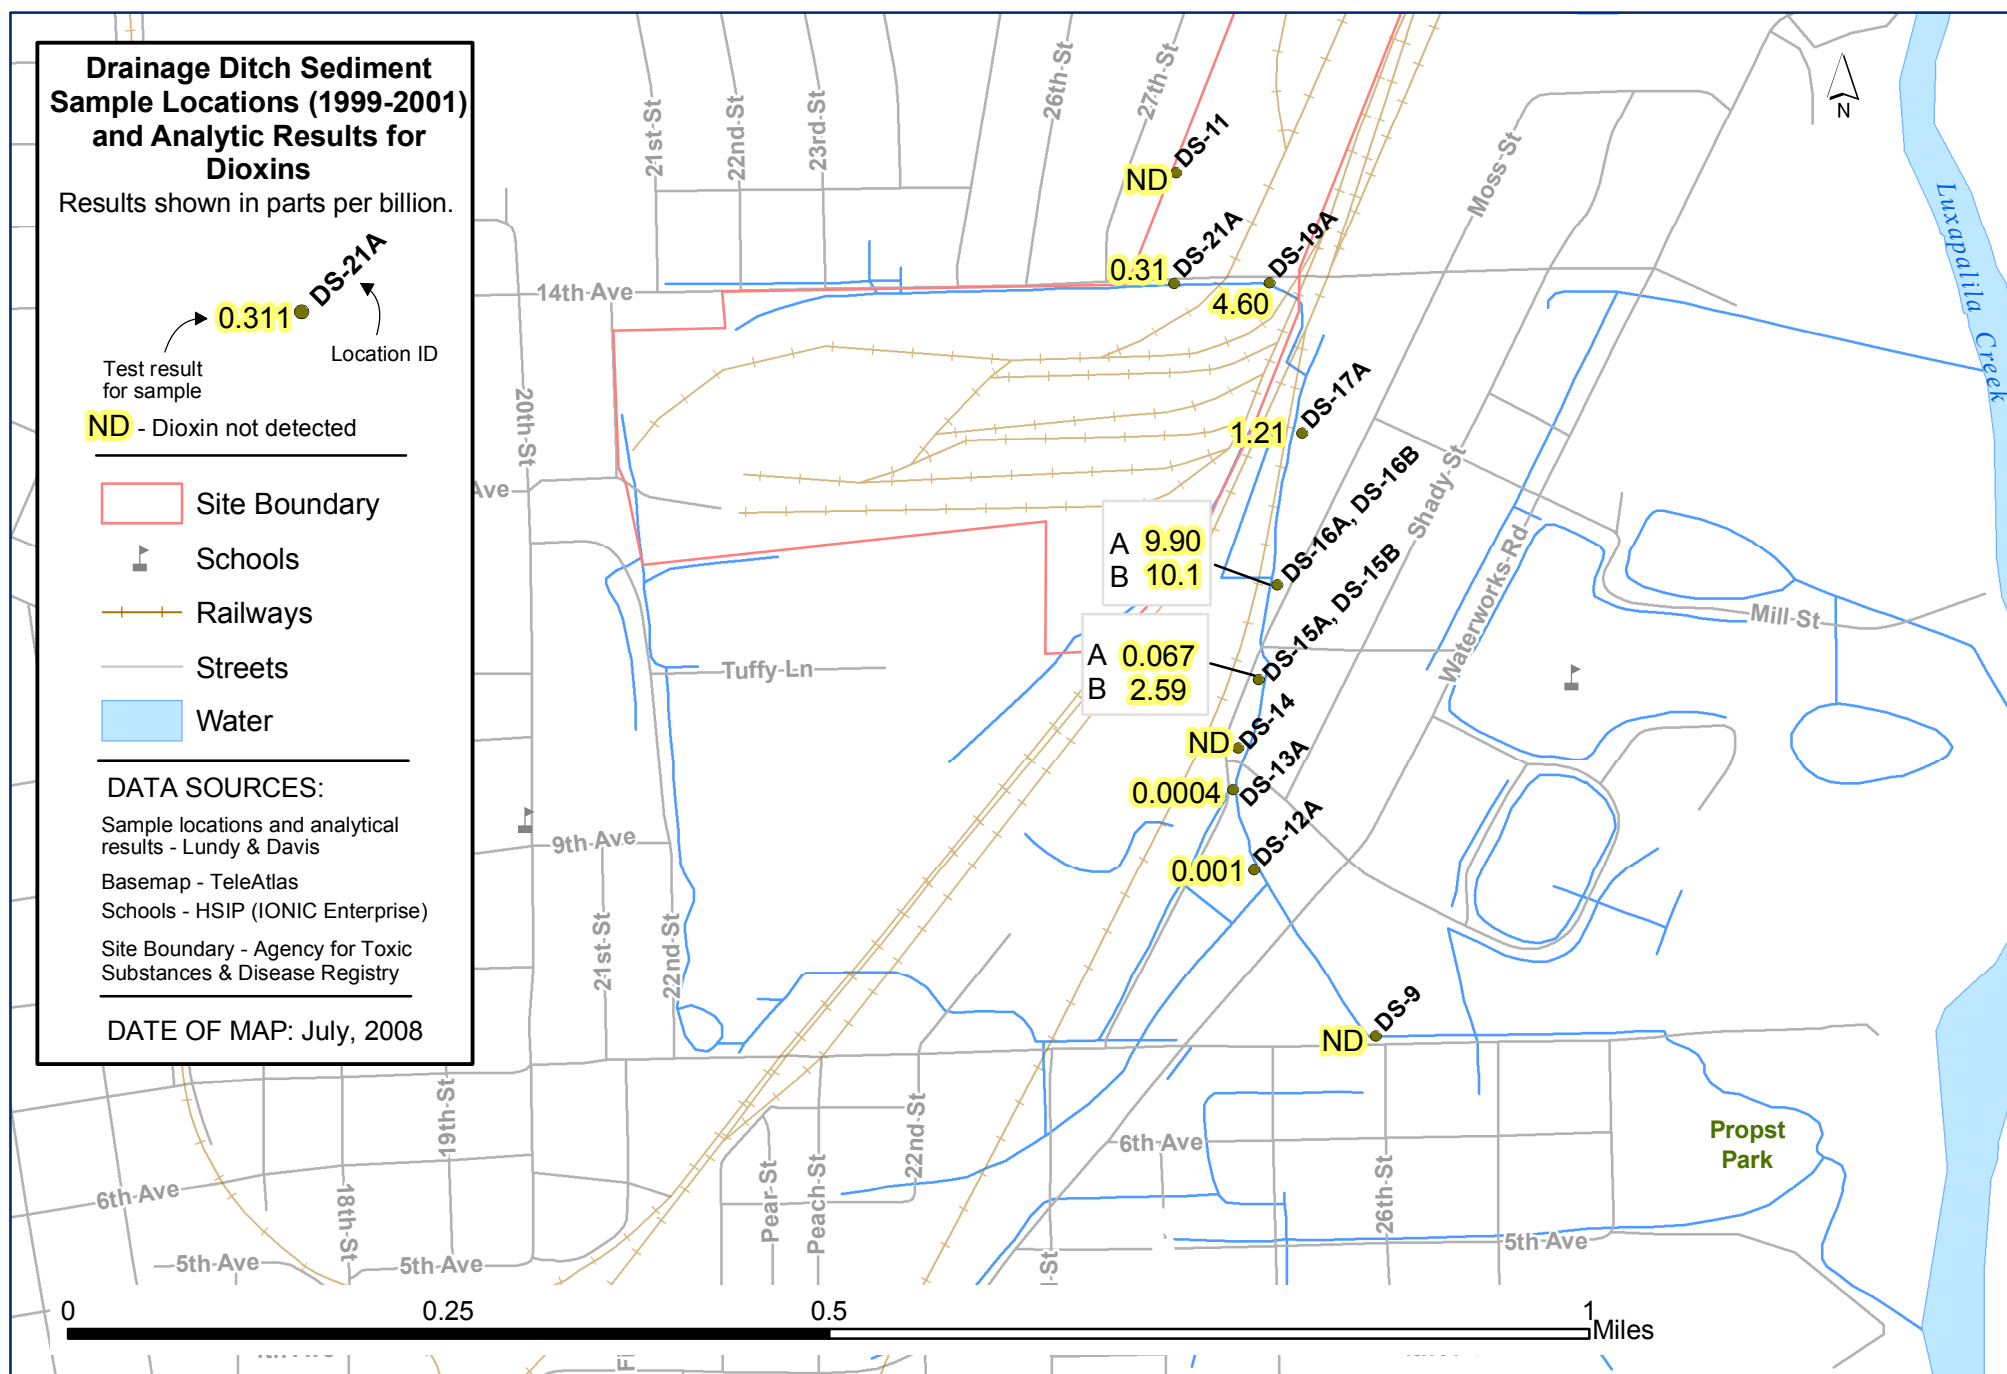 Drainage Ditch Sediment
Sample Locations (1999-2001)
and Analytic Results for
Dioxins
Results shown in parts per billion.
DS-21A
0.311
Location ID
Test result
for sample
ND - Dioxin not detected
Site Boundary
Schools
Railways
Streets
Water
DATA SOURCES:
Sample locations and analytical
results - Lundy & Davis
Basemap - TeleAtlas
Schools - HSIP (IONIC Enterprise)
Site Boundary - Agency for Toxic
Substances & Disease Registry
DATE OF MAP: July, 2008
21st St
22nd St
23rd St
26th St
27th St
N
Moss St
Luxapalila Creek
DS-11
ND
DS-21A
0.31
DS-19A
4.60
14th Ave
20th St
Ave
DS-17A
1.21
DS-16A, DS-16B
A 9.90
B 10.1
Shady St
DS-15A, DS-15B
A 0.067
B 2.59
Waterworks Rd
Mill St
Tuffy Ln
DS-14
ND
DS-13A
0.0004
DS-12A
0.001
9th Ave
21st St
22nd St
DS-9
ND
Propst
Park
19th St
22nd St
6th Ave
6th Ave
18th St
Pear St
Peach St
26th St
5th Ave
5th Ave
5th Ave
St
0
0.25
0.5
1
Miles